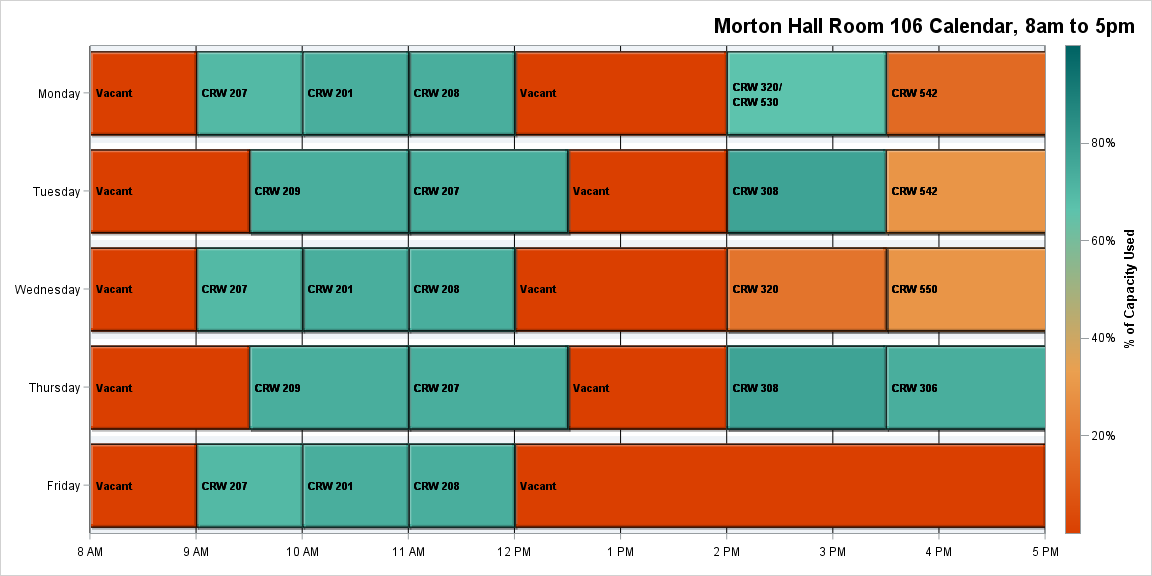 Morton Hall Room 106 Calendar, 8am to 5pm
Monday
Vacant
CRW 207
CRW 201
CRW 208
Vacant
CRW 320/
CRW 530
CRW 542
Tuesday
Vacant
CRW 209
CRW 207
Vacant
CRW 308
CRW 542
Wednesday
Vacant
CRW 207
CRW 201
CRW 208
Vacant
CRW 320
CRW 550
Thursday
Vacant
CRW 209
CRW 207
Vacant
CRW 308
CRW 306
Friday
Vacant
CRW 207
CRW 201
CRW 208
Vacant
8 AM
9 AM
10 AM
11 AM
12 PM
1 PM
2 PM
3 PM
4 PM
5 PM
80%
60%
40%
20%
% of Capacity Used